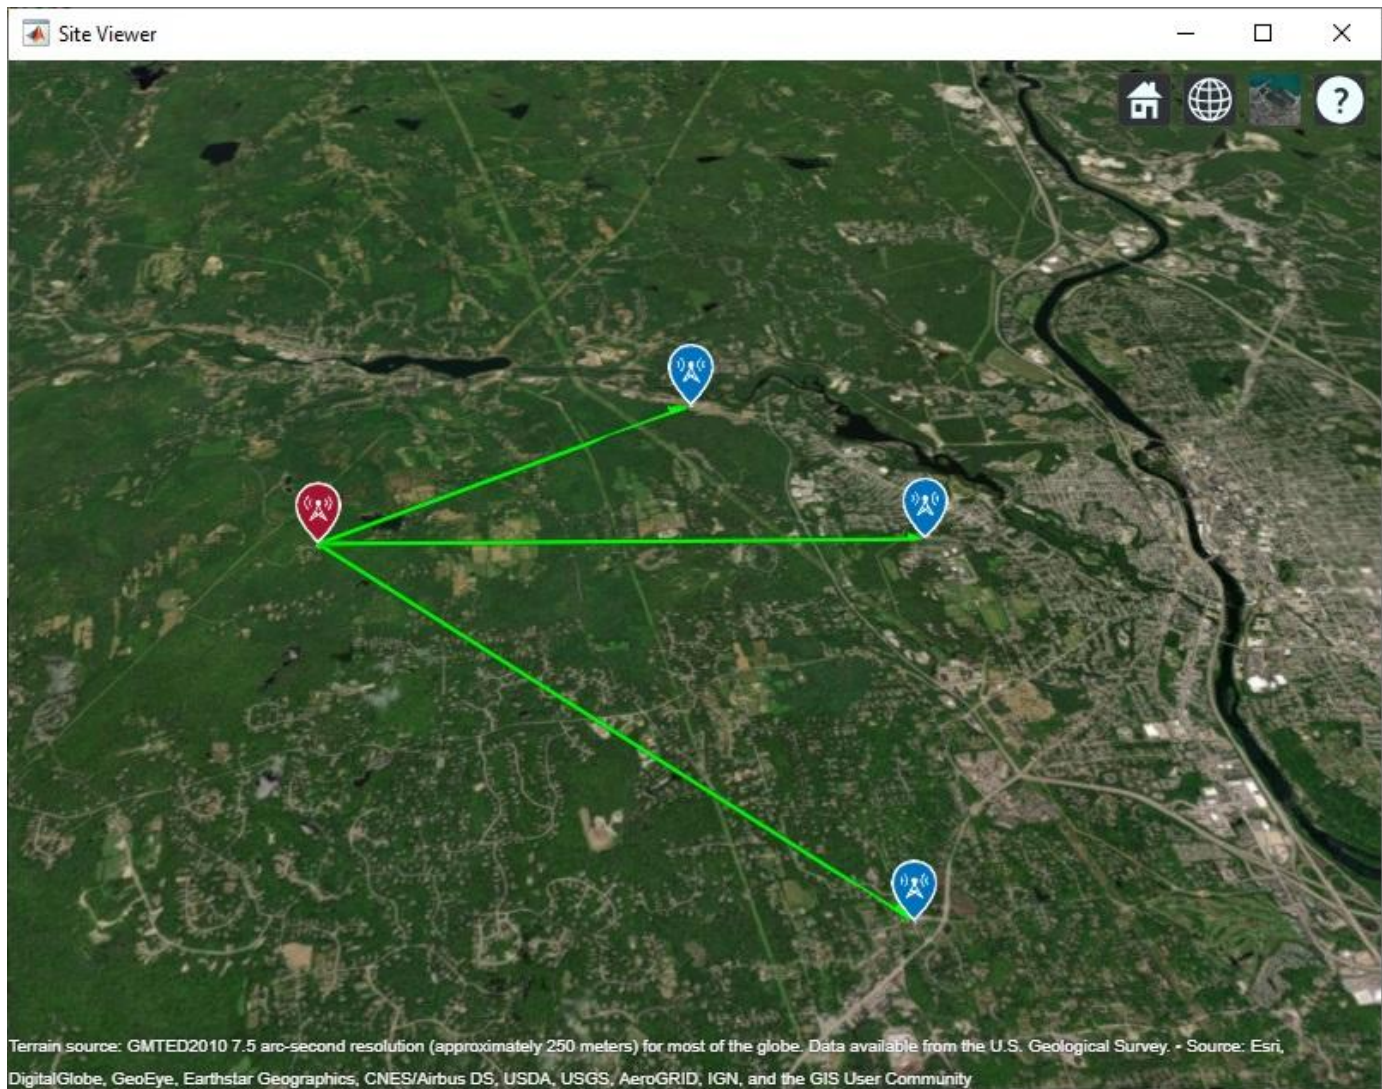 Site Viewer
?
Terrain source: GMTED2010 7.5 arc-second resolution (approximately 250 meters) for most of the globe. Data available from the U.S. Geological Survey. • Source: Esri,
DigitalGlobe, GeoEye, Earthstar Geographics, CNES/Airbus DS, USDA, USGS, AeroGRID, IGN, and the GIS User Community